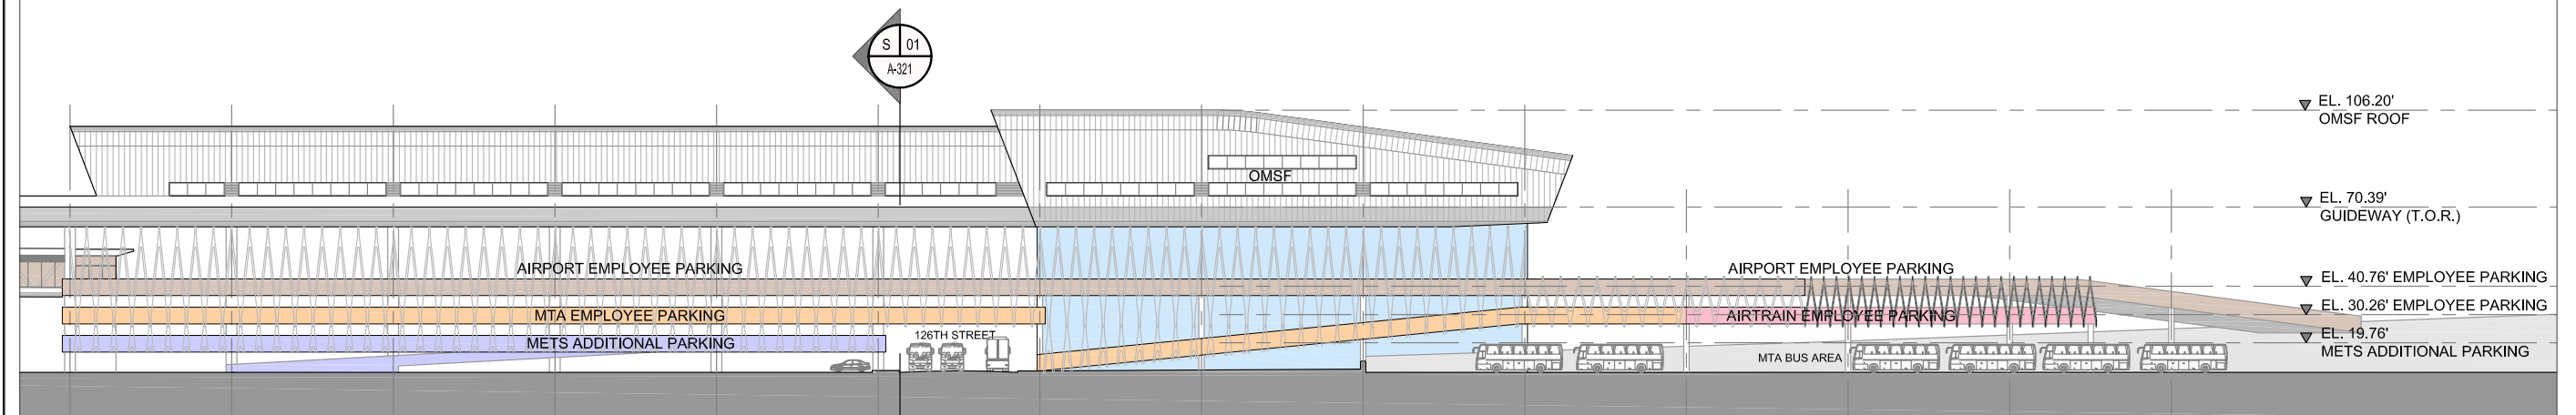 S 01
A-321
EL. 106.20'
OMSF ROOF
OMSF
EL. 70.39'
GUIDEWAY (T.O.R.)
AIRPORT EMPLOYEE PARKING
AIRPORT EMPLOYEE PARKING
EL. 40.76' EMPLOYEE PARKING
EL. 30.26' EMPLOYEE PARKING
MTA EMPLOYEE PARKING
AIRTRAIN EMPLOYEE PARKING
126TH STREET
METS ADDITIONAL PARKING
EL. 19.76'
METS ADDITIONAL PARKING
MTA BUS AREA